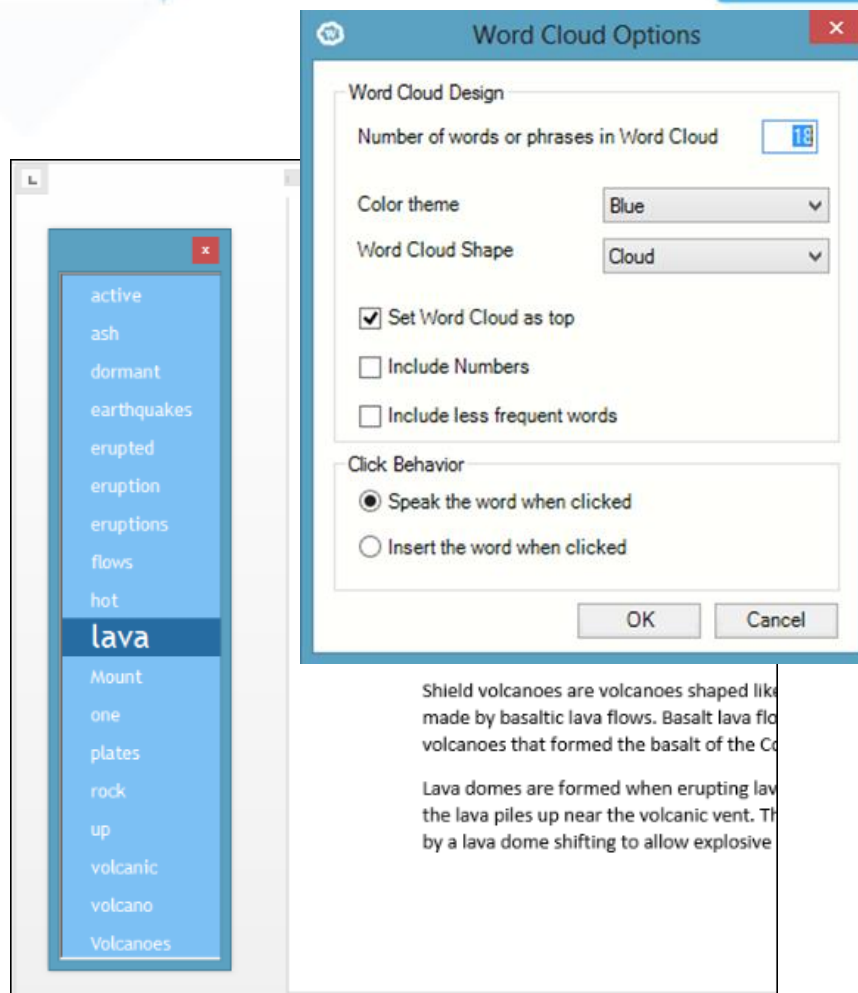 Word Cloud Options
Word Cloud Design
Number of words or phrases in Word Cloud 18
Color theme Blue
Word Cloud Shape Cloud
Set Word Cloud as top
Include Numbers
Include less frequent words
Click Behavior
Speak the word when clicked
Insert the word when clicked
OK Cancel
active
ash
dormant
earthquakes
erupted
eruption
eruptions
flows
hot
lava
Mount
one
plates
rock
up
volcanic
volcano
Volcanoes
Shield volcanoes are volcanoes shaped like
made by basaltic lava flows. Basalt lava flo
volcanoes that formed the basalt of the Co
Lava domes are formed when erupting lav
the lava piles up near the volcanic vent. Th
by a lava dome shifting to allow explosive